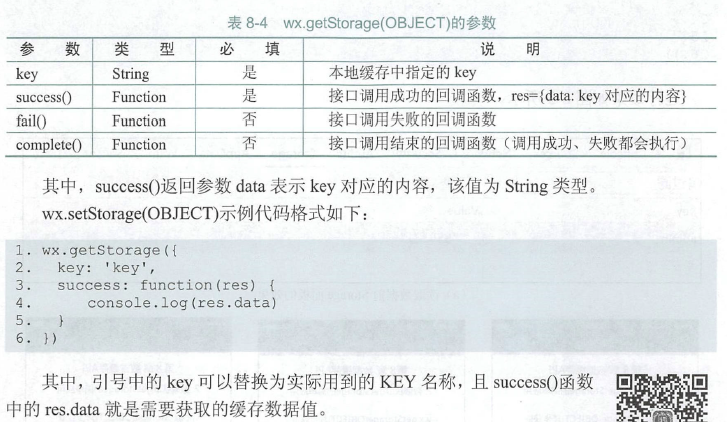 表 8-4 wx.getStorage(OBJECT)的参数
参 数 类 型 必 填 说 明
key String 是 本地缓存中指定的 key
success() Function 是 接口调用成功的回调函数，res={data: key 对应的内容}
fail() Function 否 接口调用失败的回调函数
complete() Function 否 接口调用结束的回调函数（调用成功、失败都会执行）
其中，success()返回参数 data 表示 key 对应的内容，该值为 String 类型。
wx.setStorage(OBJECT)示例代码格式如下：
1. wx.getStorage({
2. key: 'key',
3. success: function(res) {
4. console.log(res.data)
5. }
6. })
其中，引号中的 key 可以替换为实际用到的 KEY 名称，且 success()函数
中的 res.data 就是需要获取的缓存数据值。